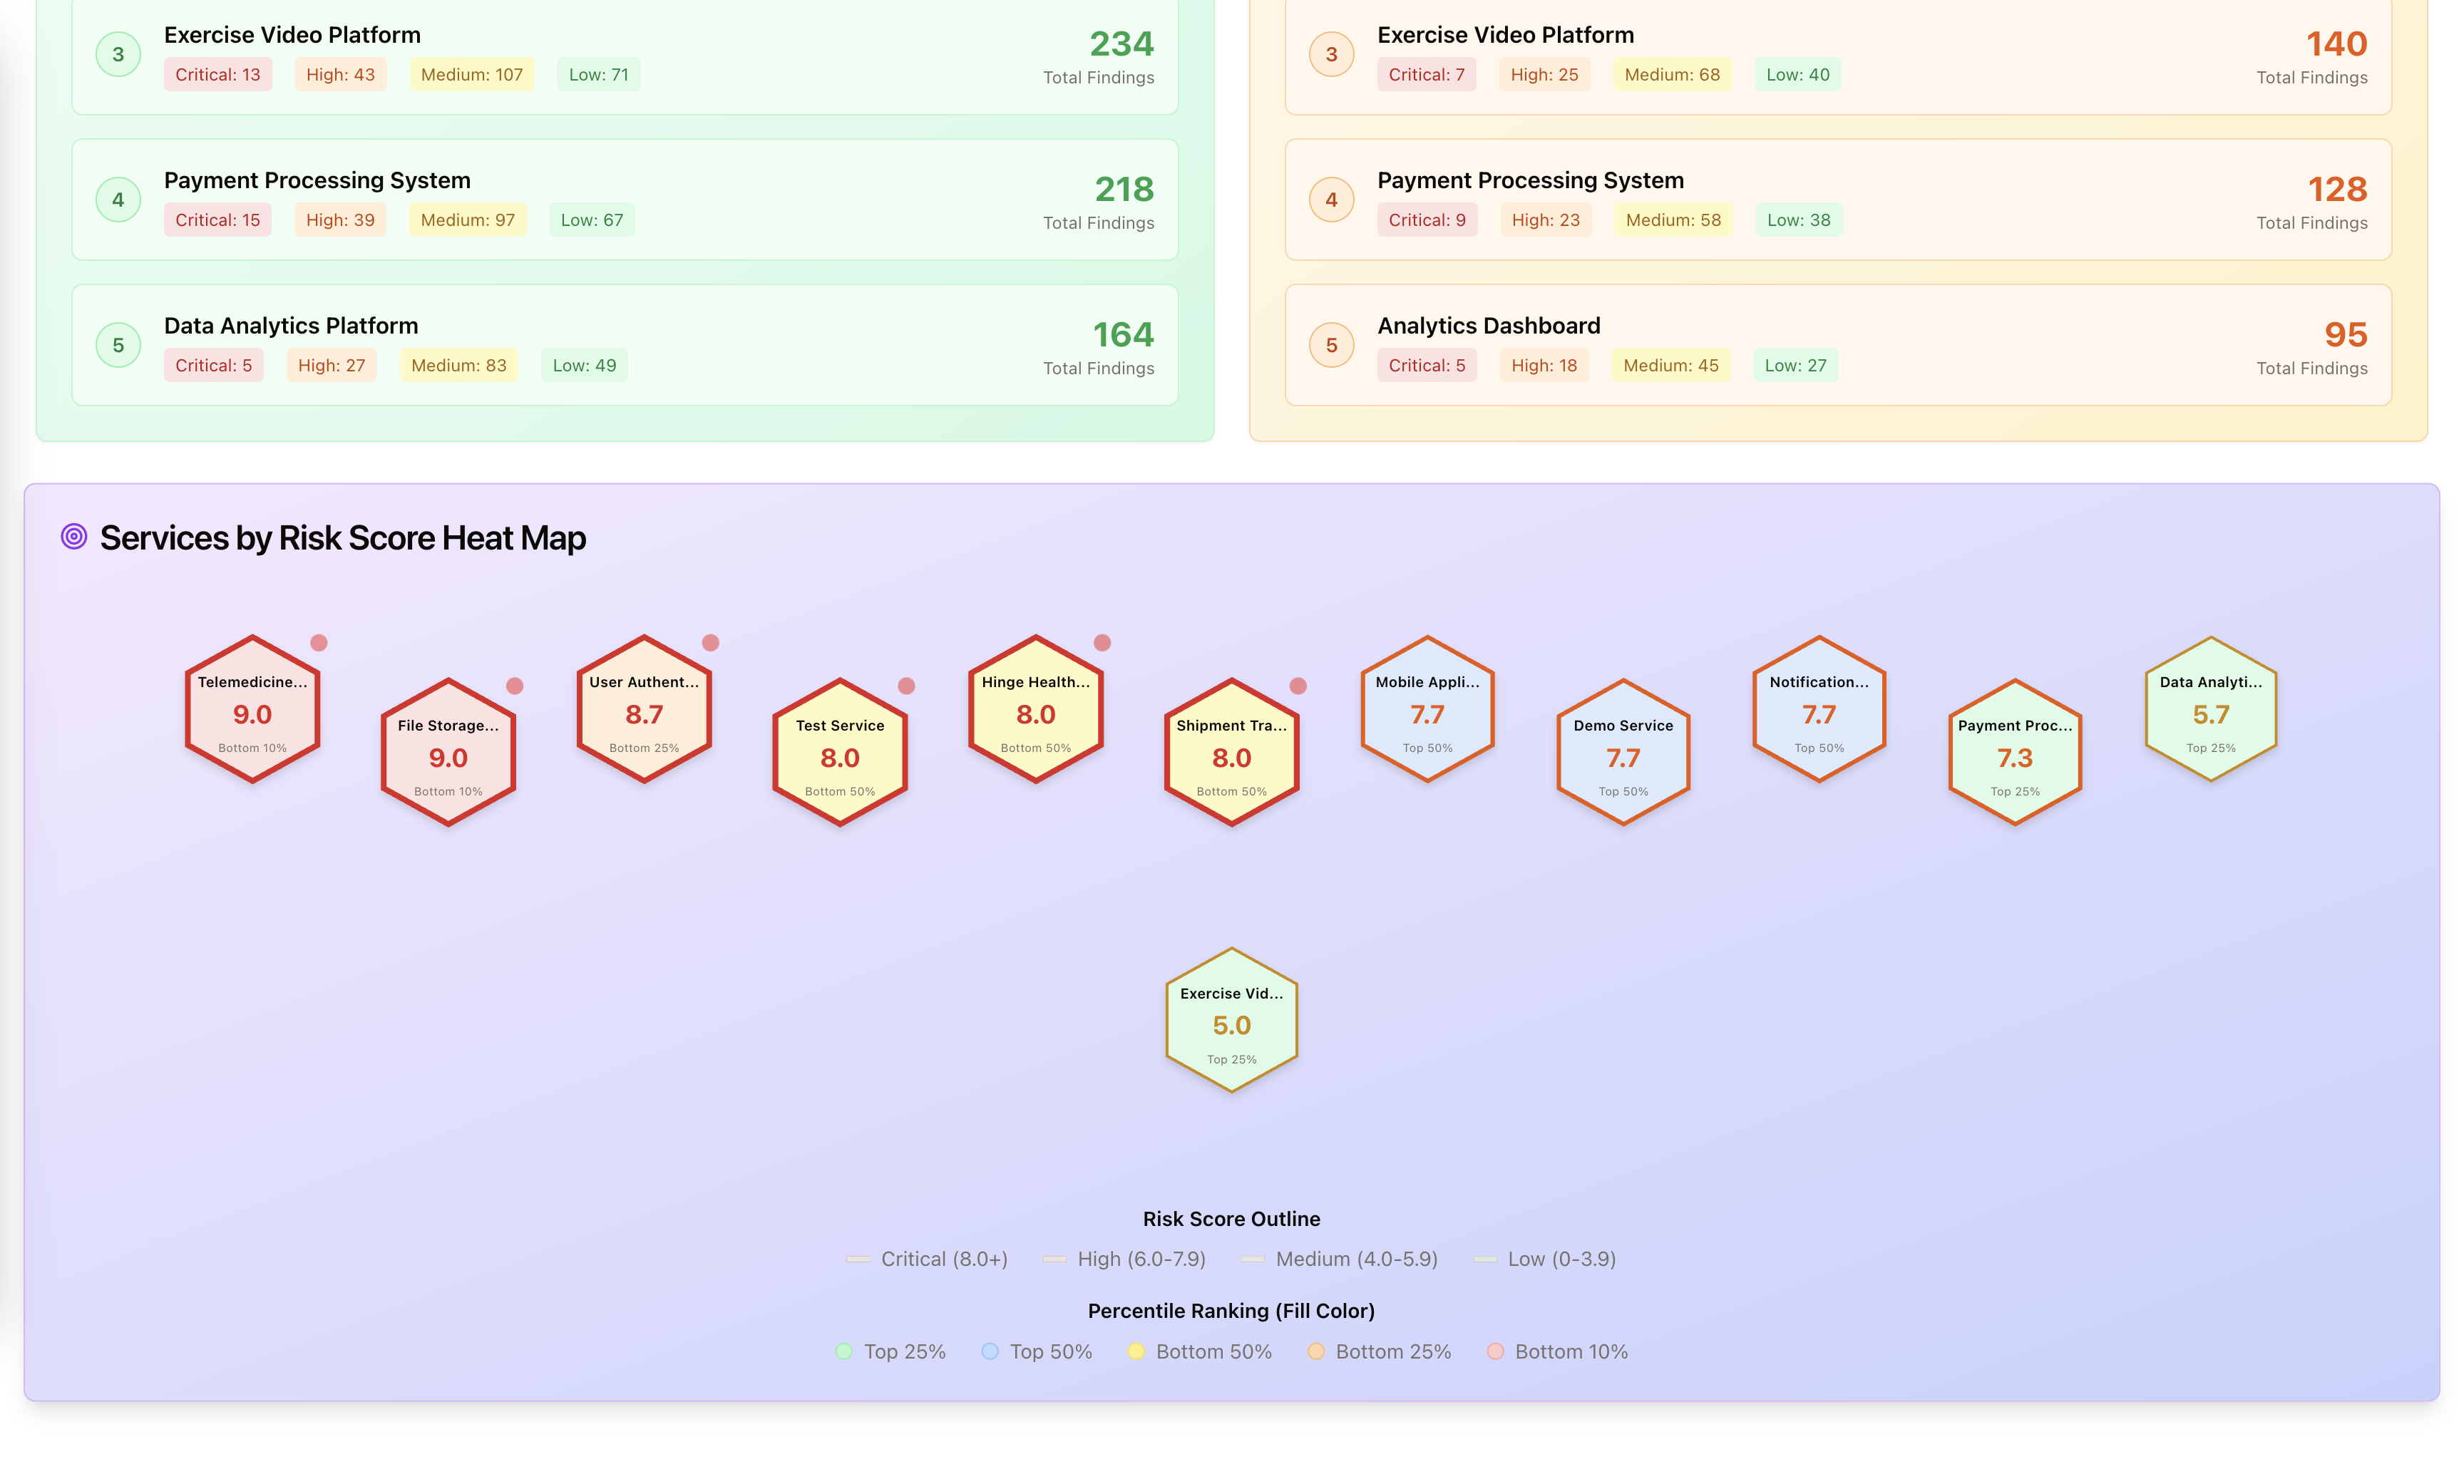 3
Exercise Video Platform
Critical: 13 High: 43 Medium: 107 Low: 71
234
Total Findings
4
Payment Processing System
Critical: 15 High: 39 Medium: 97 Low: 67
218
Total Findings
5
Data Analytics Platform
Critical: 5 High: 27 Medium: 83 Low: 49
164
Total Findings
3
Exercise Video Platform
Critical: 7 High: 25 Medium: 68 Low: 40
140
Total Findings
4
Payment Processing System
Critical: 9 High: 23 Medium: 58 Low: 38
128
Total Findings
5
Analytics Dashboard
Critical: 5 High: 18 Medium: 45 Low: 27
95
Total Findings
Services by Risk Score Heat Map
Telemedicine...
9.0
Bottom 10%
File Storage...
9.0
Bottom 10%
User Authent...
8.7
Bottom 25%
Test Service
8.0
Bottom 50%
Hinge Health...
8.0
Bottom 50%
Shipment Tra...
8.0
Bottom 50%
Mobile Appli...
7.7
Top 50%
Demo Service
7.7
Top 50%
Notification...
7.7
Top 50%
Payment Proc...
7.3
Top 25%
Data Analyti...
5.7
Top 25%
Exercise Vid...
5.0
Top 25%
Risk Score Outline
Critical (8.0+) High (6.0-7.9) Medium (4.0-5.9) Low (0-3.9)
Percentile Ranking (Fill Color)
Top 25% Top 50% Bottom 50% Bottom 25% Bottom 10%